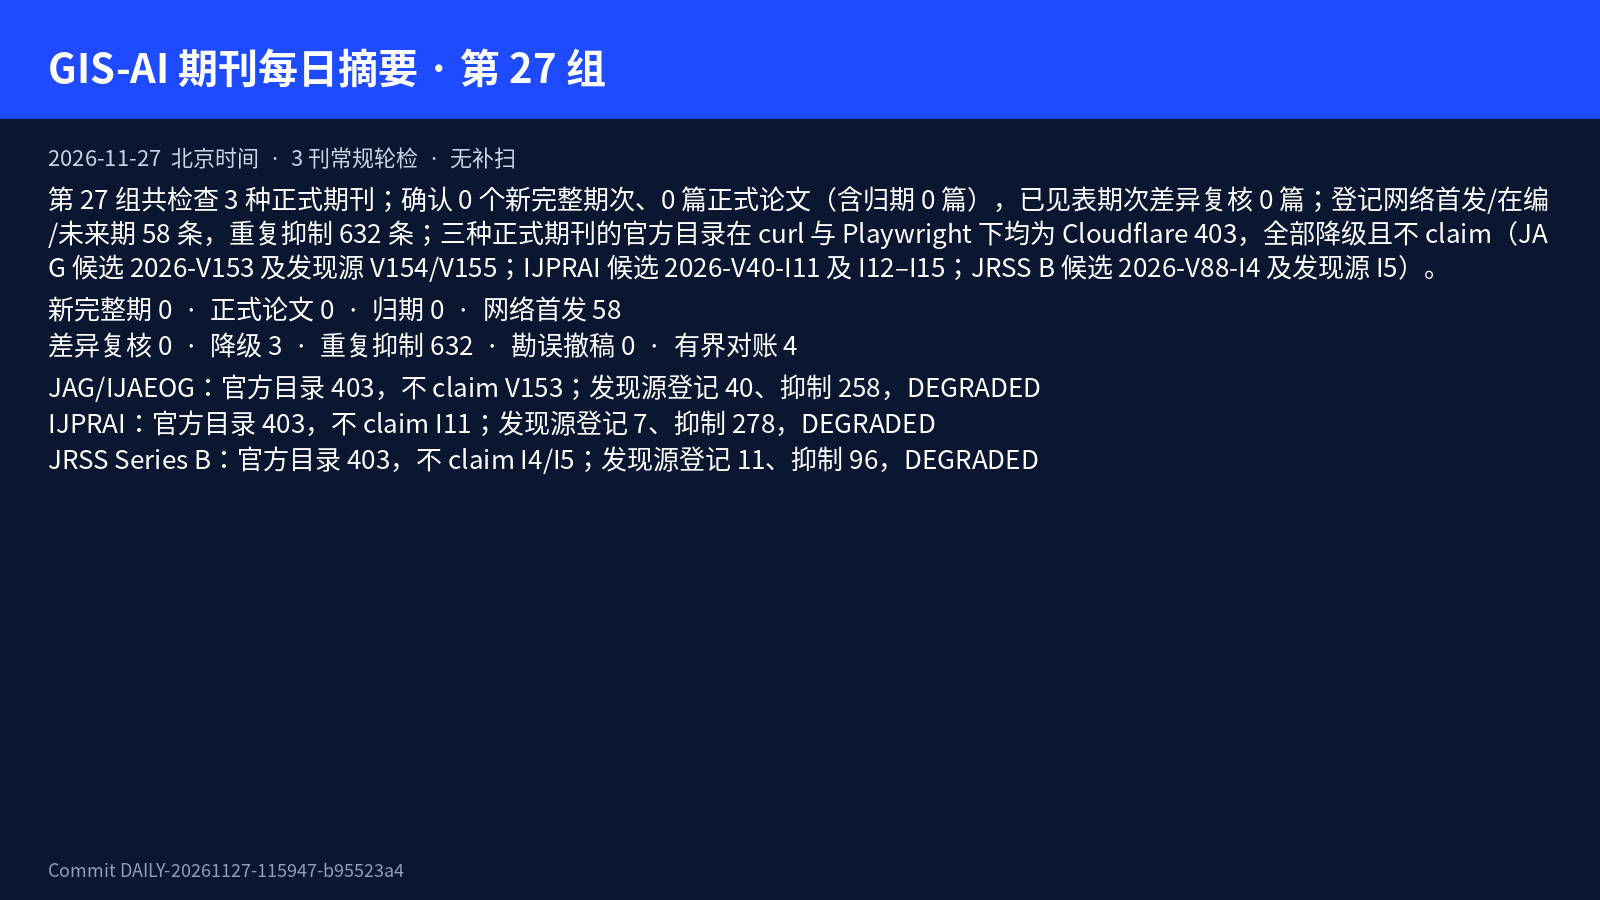 GIS-AI 期刊每日摘要 · 第 27 组
2026-11-27 北京时间 · 3 刊常规轮检 · 无补扫
第 27 组共检查 3 种正式期刊；确认 0 个新完整期次、0 篇正式论文（含归期 0 篇），已见表期次差异复核 0 篇；登记网络首发/在编
/未来期 58 条，重复抑制 632 条；三种正式期刊的官方目录在 curl 与 Playwright 下均为 Cloudflare 403，全部降级且不 claim（JA
G 候选 2026-V153 及发现源 V154/V155；IJPRAI 候选 2026-V40-I11 及 I12–I15；JRSS B 候选 2026-V88-I4 及发现源 I5）。
新完整期 0 · 正式论文 0 · 归期 0 · 网络首发 58
差异复核 0 · 降级 3 · 重复抑制 632 · 勘误撤稿 0 · 有界对账 4
JAG/IJAEOG：官方目录 403，不 claim V153；发现源登记 40、抑制 258，DEGRADED
IJPRAI：官方目录 403，不 claim I11；发现源登记 7、抑制 278，DEGRADED
JRSS Series B：官方目录 403，不 claim I4/I5；发现源登记 11、抑制 96，DEGRADED
Commit DAILY-20261127-115947-b95523a4